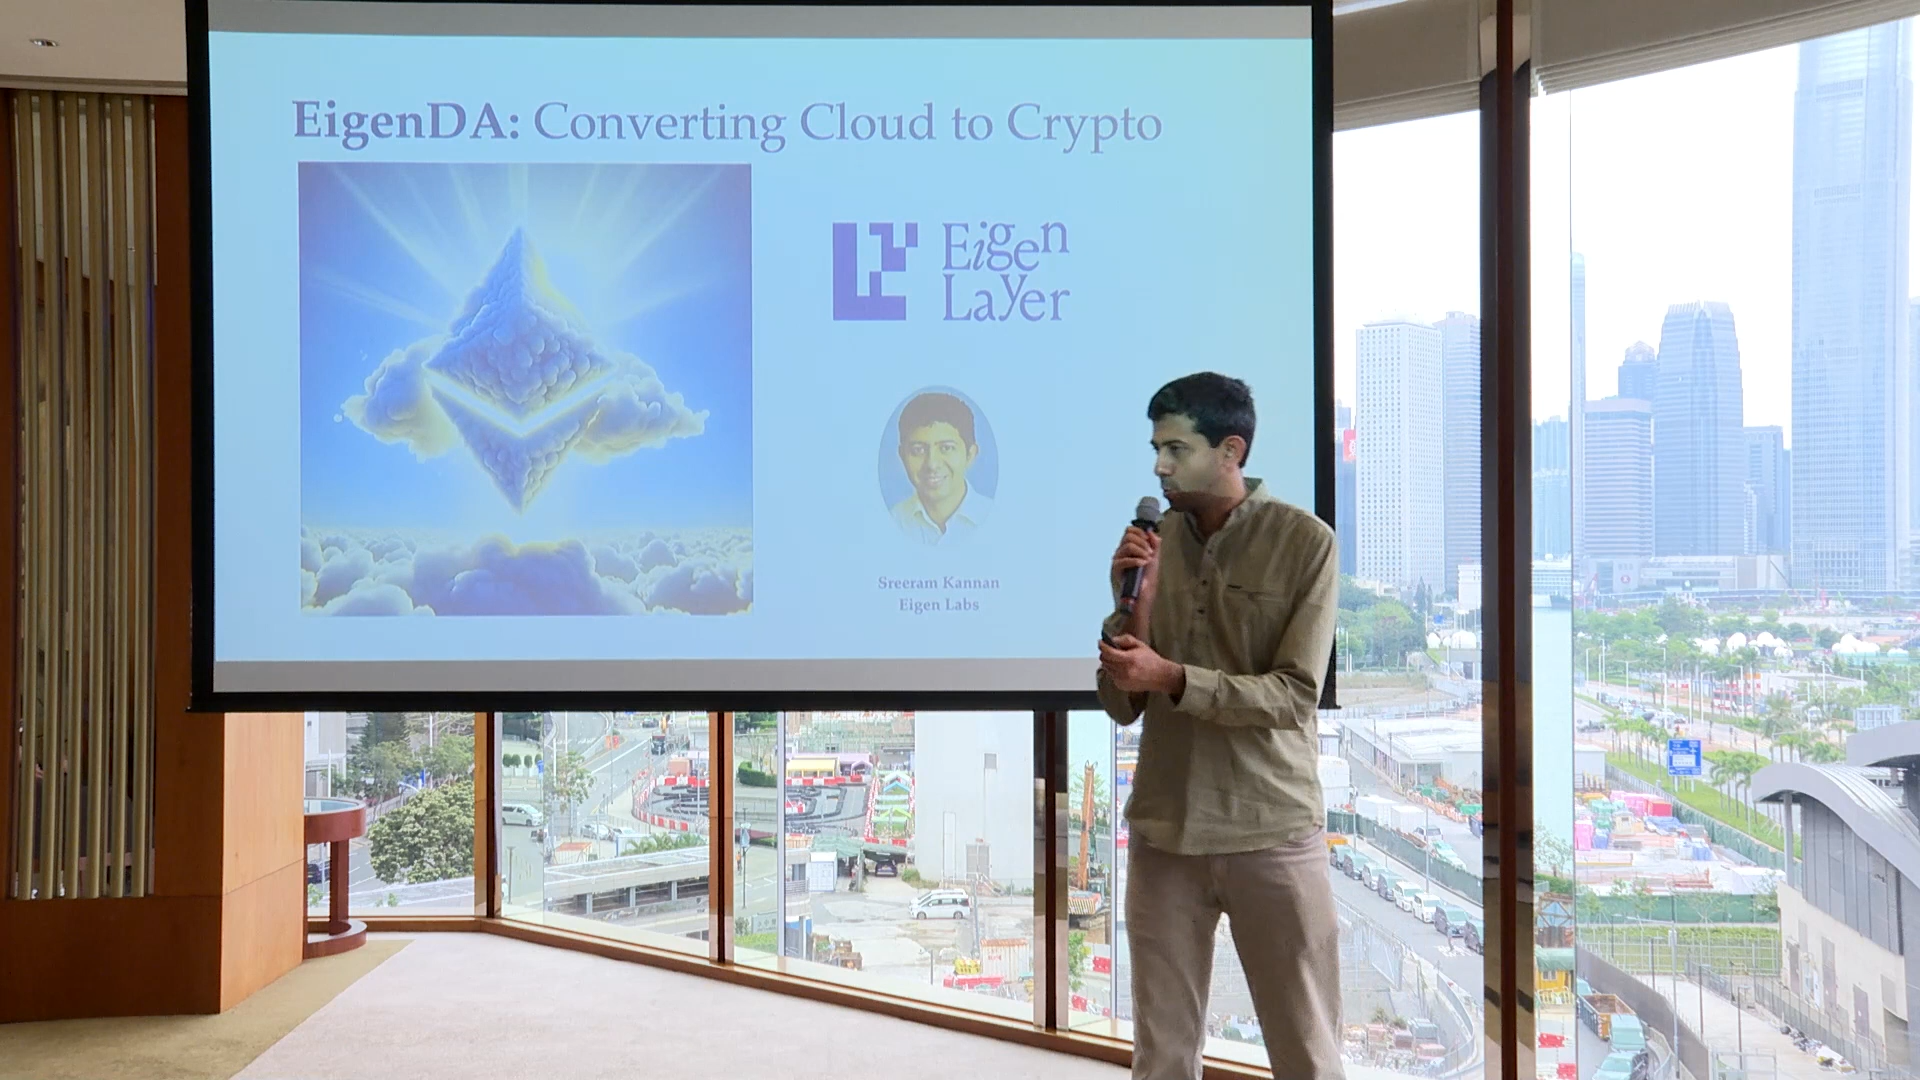 EigenDA: Converting Cloud to Crypto
Eigen
Layer
Sreeram Kannan
Eigen Labs